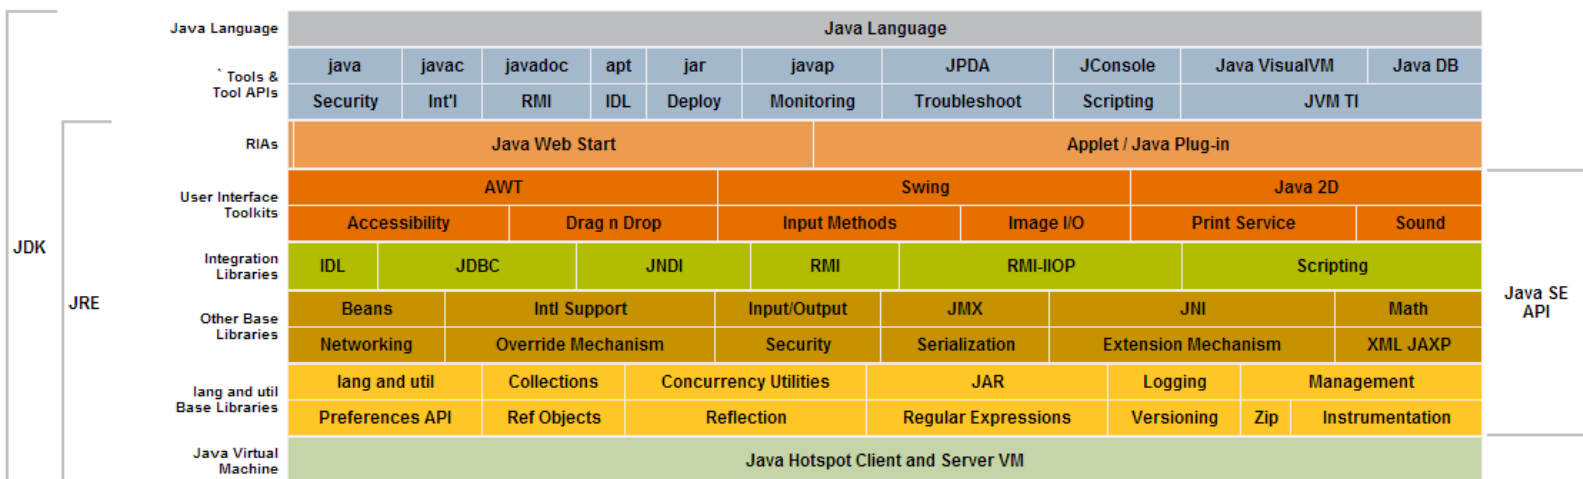 Java Language
Java Language
` Tools &
Tool APIs
java javac javadoc apt jar javap JPDA JConsole Java VisualVM Java DB
Security Int'l RMI IDL Deploy Monitoring Troubleshoot Scripting JVM TI
RIAs
Java Web Start Applet / Java Plug-in
User Interface
Toolkits
AWT Swing Java 2D
Accessibility Drag n Drop Input Methods Image I/O Print Service Sound
Integration
Libraries
IDL JDBC JNDI RMI RMI-IIOP Scripting
Other Base
Libraries
Beans Intl Support Input/Output JMX JNI Math
Networking Override Mechanism Security Serialization Extension Mechanism XML JAXP
lang and util
Base Libraries
lang and util Collections Concurrency Utilities JAR Logging Management
Preferences API Ref Objects Reflection Regular Expressions Versioning Zip Instrumentation
Java Virtual
Machine
Java Hotspot Client and Server VM
JDK
JRE
Java SE
API